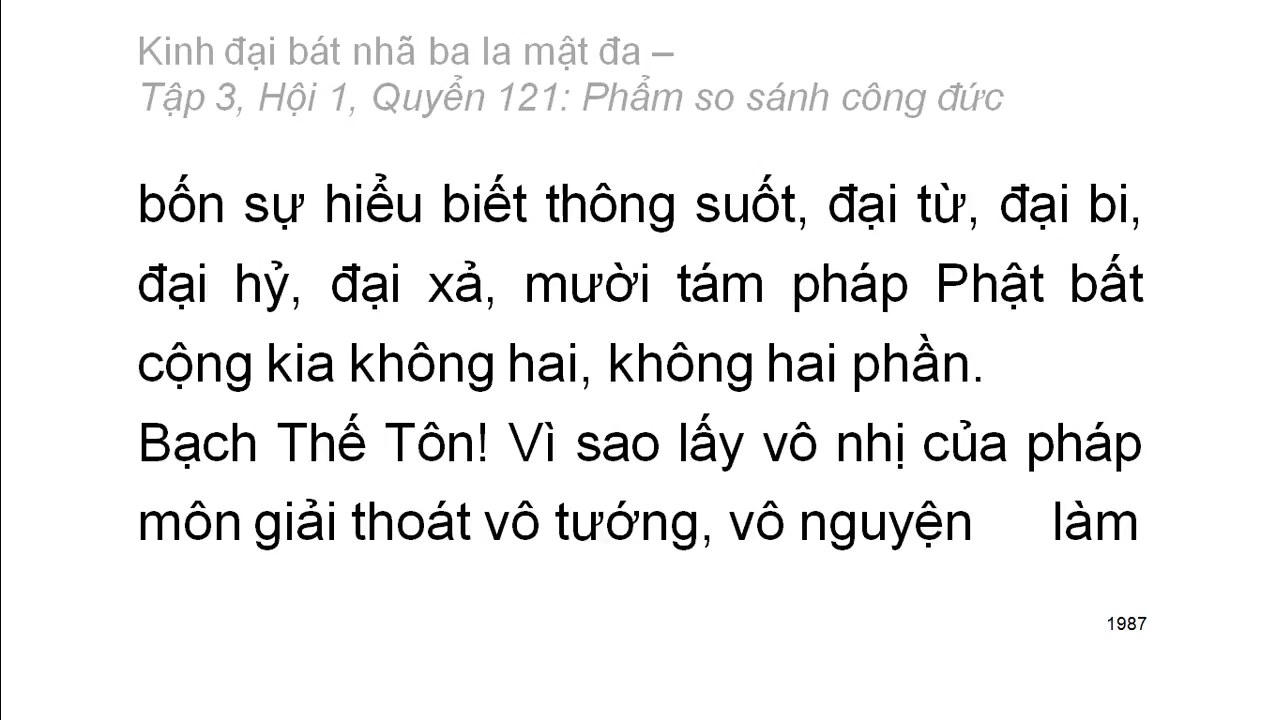 Kinh đại bát nhã ba la mật đa –
Tập 3, Hội 1, Quyển 121: Phẩm so sánh công đức
bốn sự hiểu biết thông suốt, đại từ, đại bi,
đại hỷ, đại xả, mười tám pháp Phật bất
cộng kia không hai, không hai phần.
Bạch Thế Tôn! Vì sao lấy vô nhị của pháp
môn giải thoát vô tướng, vô nguyện làm
1987